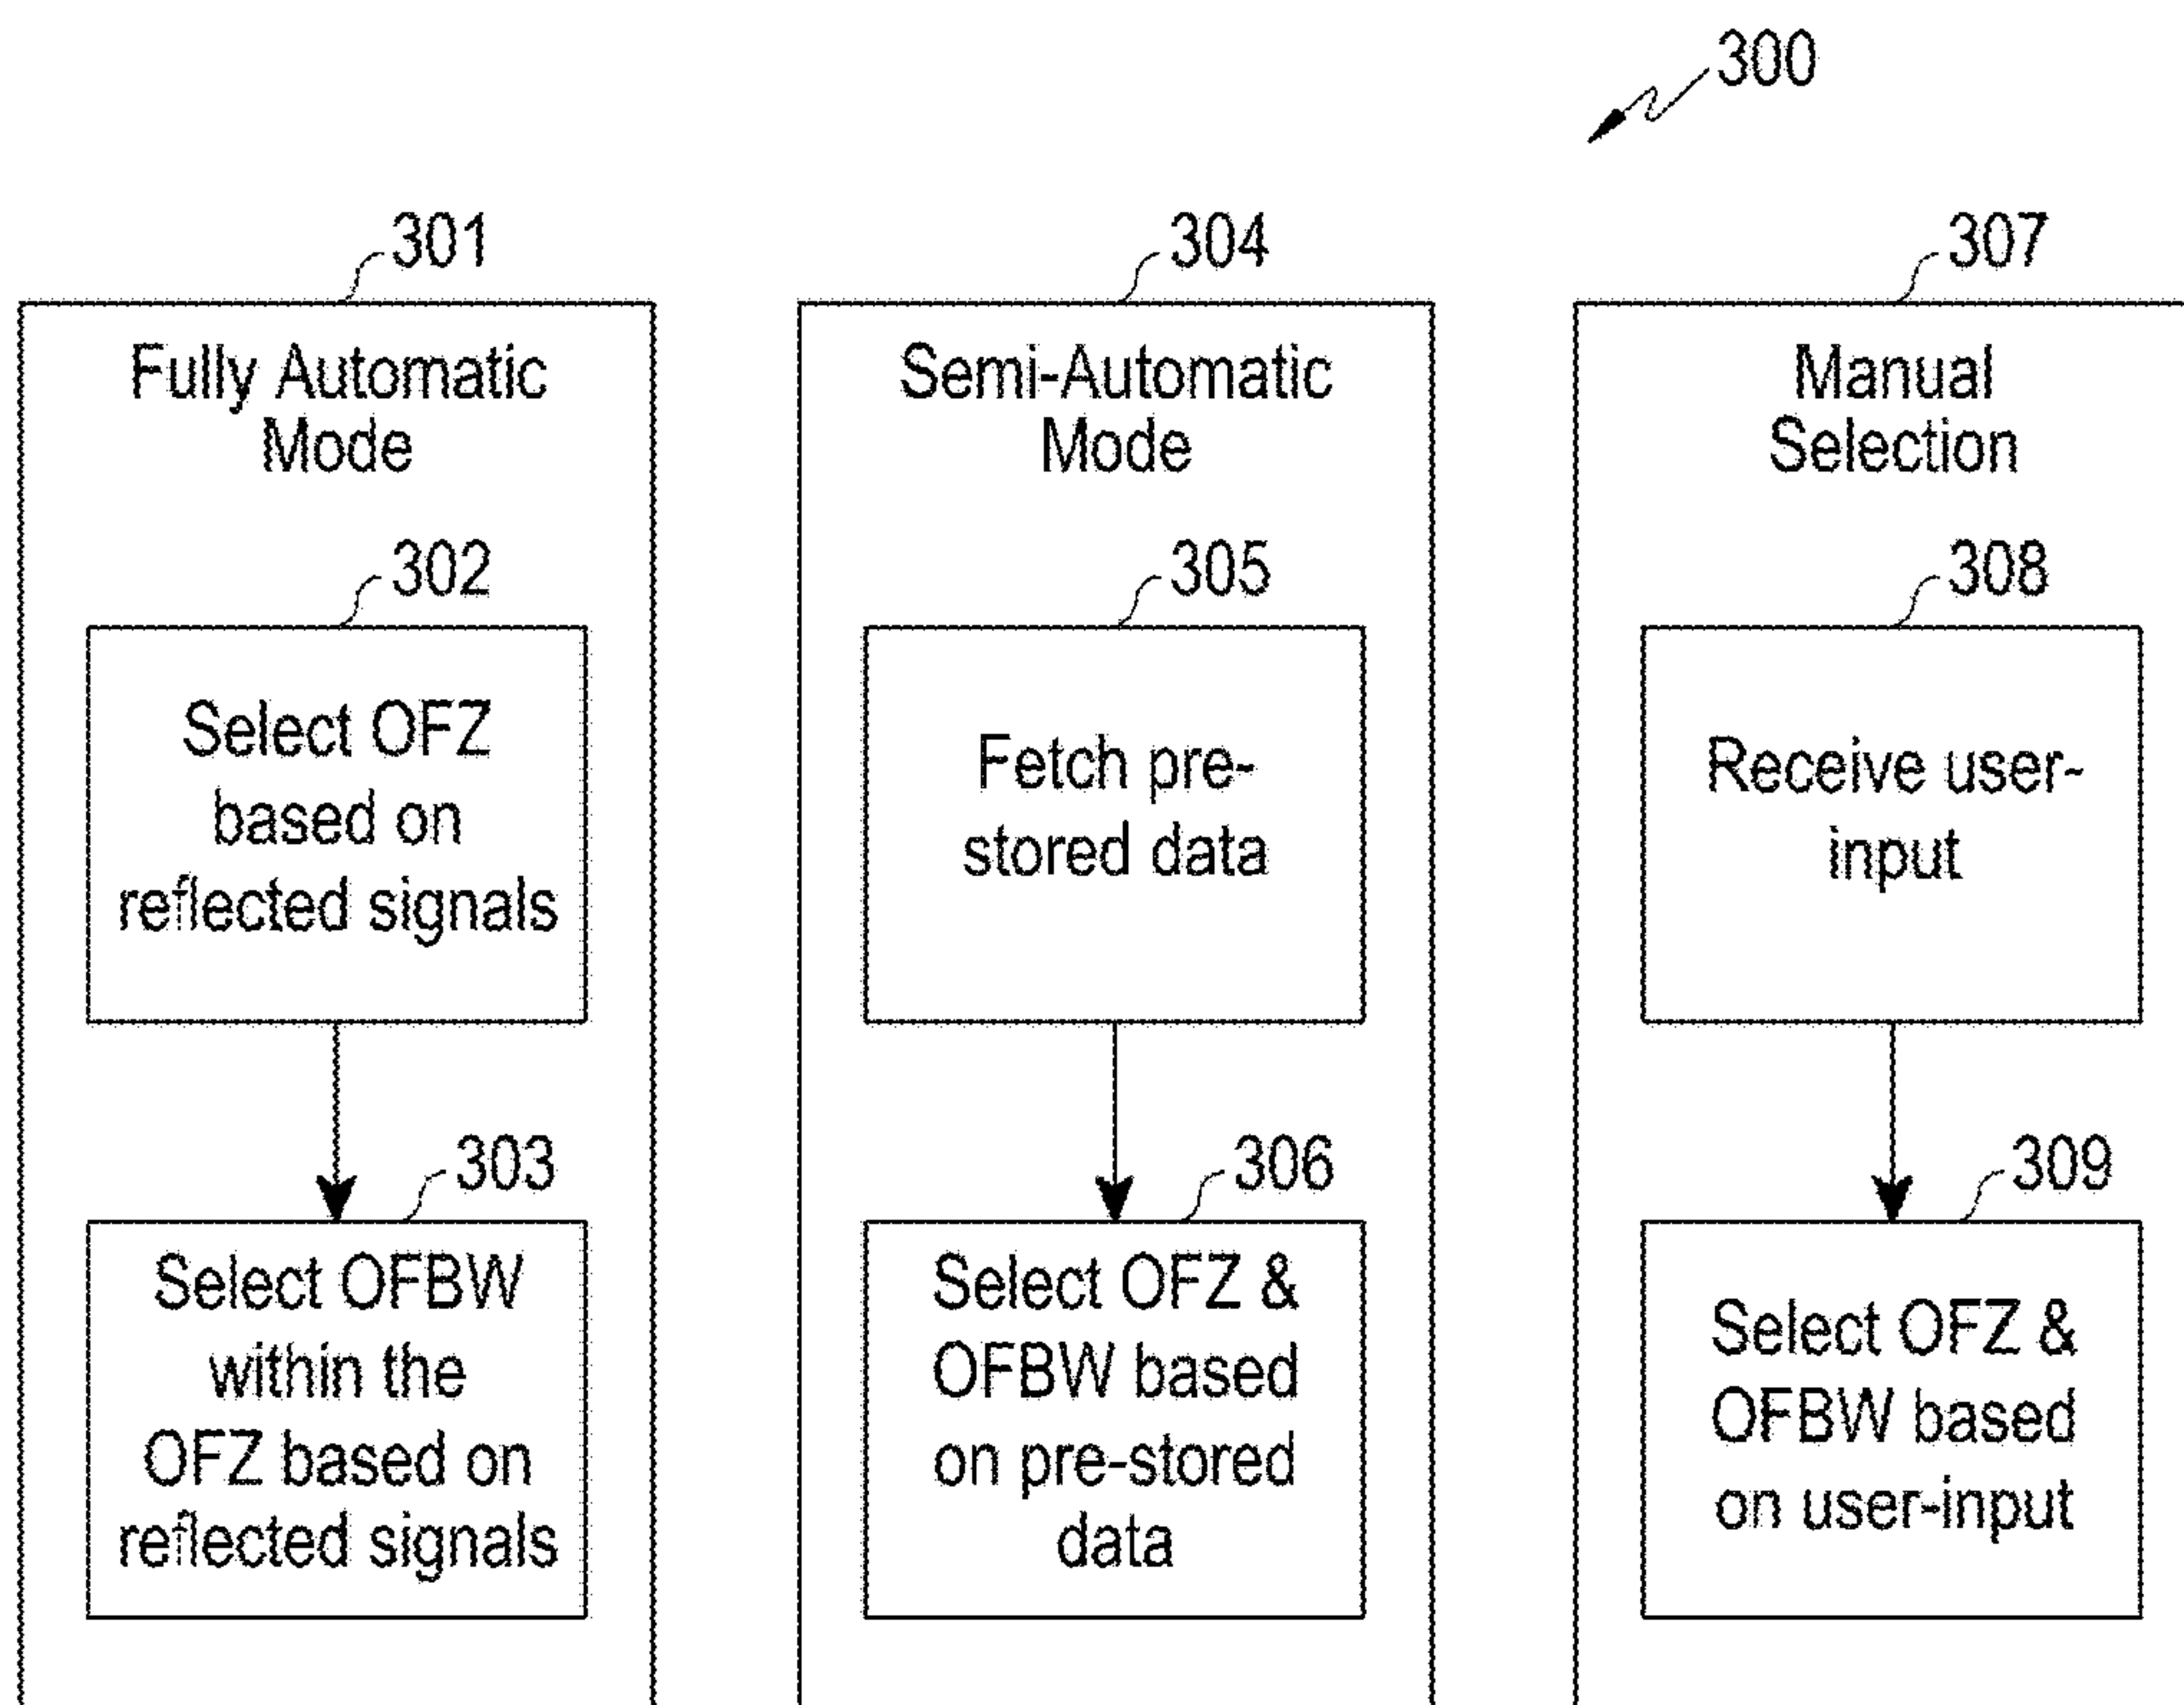 300
301
Fully Automatic
Mode
302
Select OFZ
based on
reflected signals
303
Select OFBW
within the
OFZ based on
reflected signals
304
Semi-Automatic
Mode
305
Fetch pre-
stored data
306
Select OFZ &
OFBW based
on pre-stored
data
307
Manual
Selection
308
Receive user-
input
309
Select OFZ &
OFBW based
on user-input